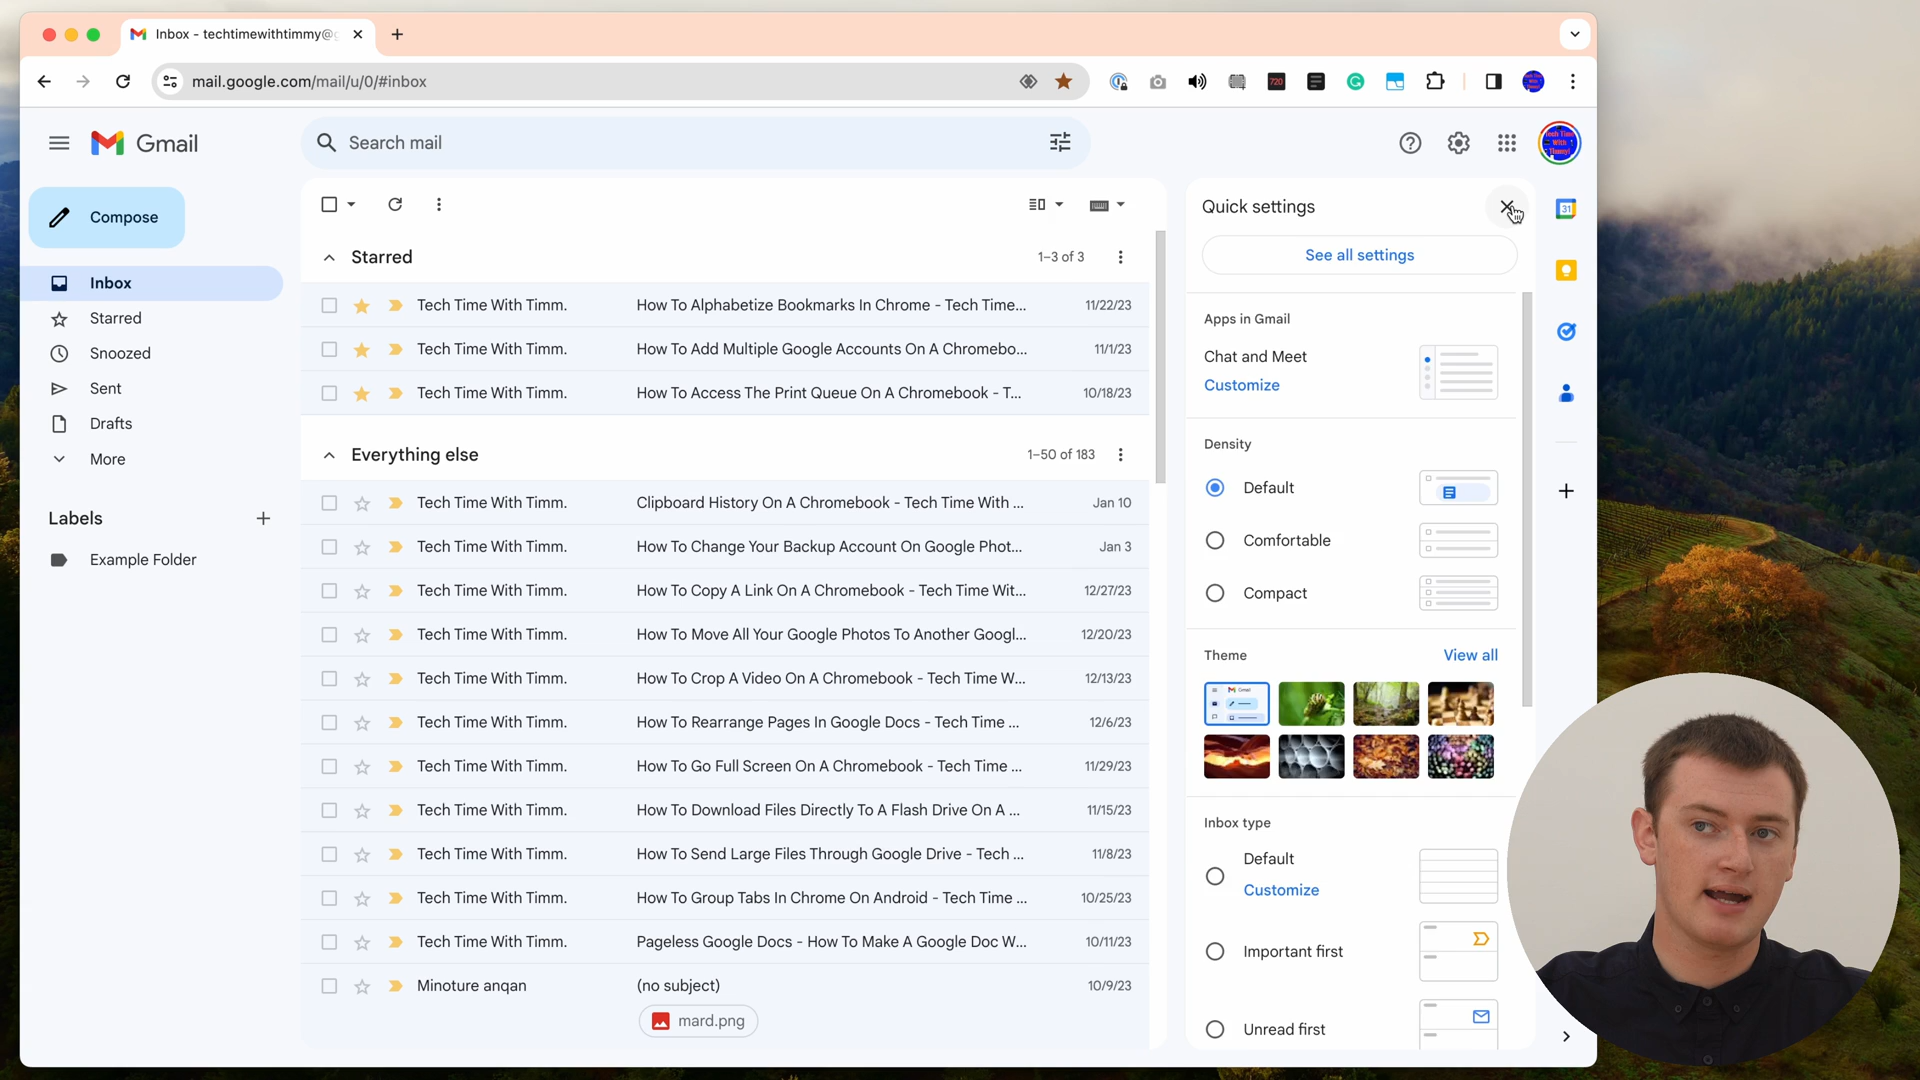 Inbox - techtimewithtimmy@g
mail.google.com/mail/u/0/#inbox
720
Gmail
Search mail
Tech Time With Timmy!
Compose
Inbox
Starred
Snoozed
Sent
Drafts
More
Labels
Example Folder
Starred
1–3 of 3
Tech Time With Timm. How To Alphabetize Bookmarks In Chrome - Tech Time... 11/22/23
Tech Time With Timm. How To Add Multiple Google Accounts On A Chromebo... 11/1/23
Tech Time With Timm. How To Access The Print Queue On A Chromebook - T... 10/18/23
Everything else
1–50 of 183
Tech Time With Timm. Clipboard History On A Chromebook - Tech Time With ... Jan 10
Tech Time With Timm. How To Change Your Backup Account On Google Phot... Jan 3
Tech Time With Timm. How To Copy A Link On A Chromebook - Tech Time Wit... 12/27/23
Tech Time With Timm. How To Move All Your Google Photos To Another Googl... 12/20/23
Tech Time With Timm. How To Crop A Video On A Chromebook - Tech Time W... 12/13/23
Tech Time With Timm. How To Rearrange Pages In Google Docs - Tech Time ... 12/6/23
Tech Time With Timm. How To Go Full Screen On A Chromebook - Tech Time ... 11/29/23
Tech Time With Timm. How To Download Files Directly To A Flash Drive On A ... 11/15/23
Tech Time With Timm. How To Send Large Files Through Google Drive - Tech ... 11/8/23
Tech Time With Timm. How To Group Tabs In Chrome On Android - Tech Time ... 10/25/23
Tech Time With Timm. Pageless Google Docs - How To Make A Google Doc W... 10/11/23
Minoture anqan (no subject) 10/9/23
mard.png
Quick settings
See all settings
Apps in Gmail
Chat and Meet
Customize
Density
Default
Comfortable
Compact
Theme
View all
Gmail
Inbox type
Default
Customize
Important first
Unread first
31